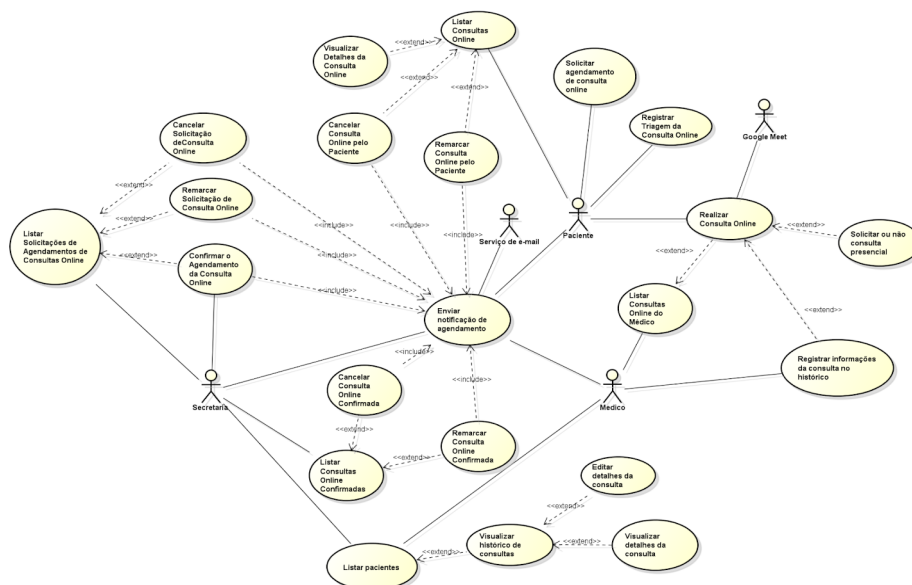 Listar
Consultas
Online
Visualizar
Detalhes da
Consulta
Online
<<extend>>
<<extend>>
<<extend>>
Solicitar
agendamento
de consulta
online
Cancelar
Consulta
Online pelo
Paciente
Remarcar
Consulta
Online pelo
Paciente
Registrar
Triagem da
Consulta Online
Google Meet
Cancelar
Solicitação
deConsulta
Online
<<extend>>
Remarcar
Solicitação de
Consulta Online
<<extend>>
Listar
Solicitações de
Agendamentos de
Consultas Online
<<extend>>
Confirmar o
Agendamento
da Consulta
Online
<<include>>
<<include>>
<<include>>
<<include>>
<<include>>
Serviço de e-mail
Paciente
Realizar
Consulta Online
<<extend>>
Solicitar ou não
consulta
presencial
<<extend>>
Listar
Consultas
Online do
Médico
<<extend>>
Enviar
notificação de
agendamento
Registrar informações
da consulta no
histórico
<<include>>
<<include>>
Secretaria
Cancelar
Consulta
Online
Confirmada
Médico
<<extend>>
Remarcar
Consulta
Online
Confirmada
<<extend>>
Listar
Consultas
Online
Confirmadas
Editar
detalhes da
consulta
<<extend>>
Visualizar
histórico de
consultas
<<extend>>
Visualizar
detalhes da
consulta
<<extend>>
Listar pacientes